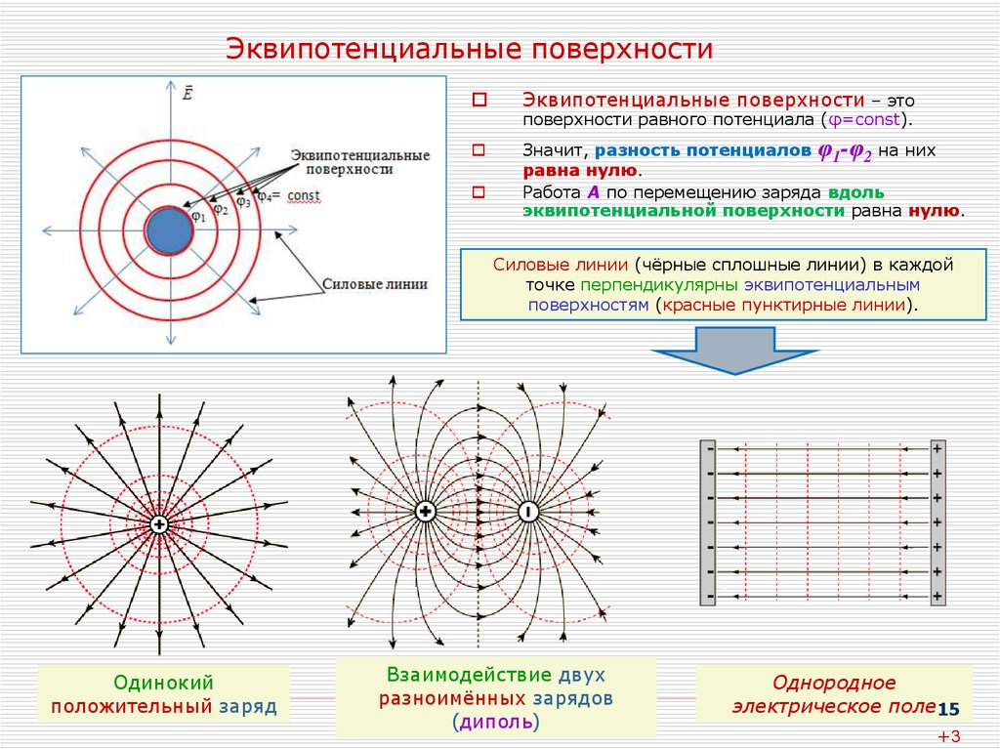 Эквипотенциальные поверхности
E
Эквипотенциальные
поверхности
φ1 φ2 φ3 φ4= const
Силовые линии
Эквипотенциальные поверхности – это
поверхности равного потенциала (φ=const).
Значит, разность потенциалов φ1-φ2 на них
равна нулю.
Работа А по перемещению заряда вдоль
эквипотенциальной поверхности равна нулю.
Силовые линии (чёрные сплошные линии) в каждой
точке перпендикулярны эквипотенциальным
поверхностям (красные пунктирные линии).
+
+ -
- +
- +
- +
- +
- +
- +
- +
Одинокий
положительный заряд
Взаимодействие двух
разноимённых зарядов
(диполь)
Однородное
электрическое поле
15
+3